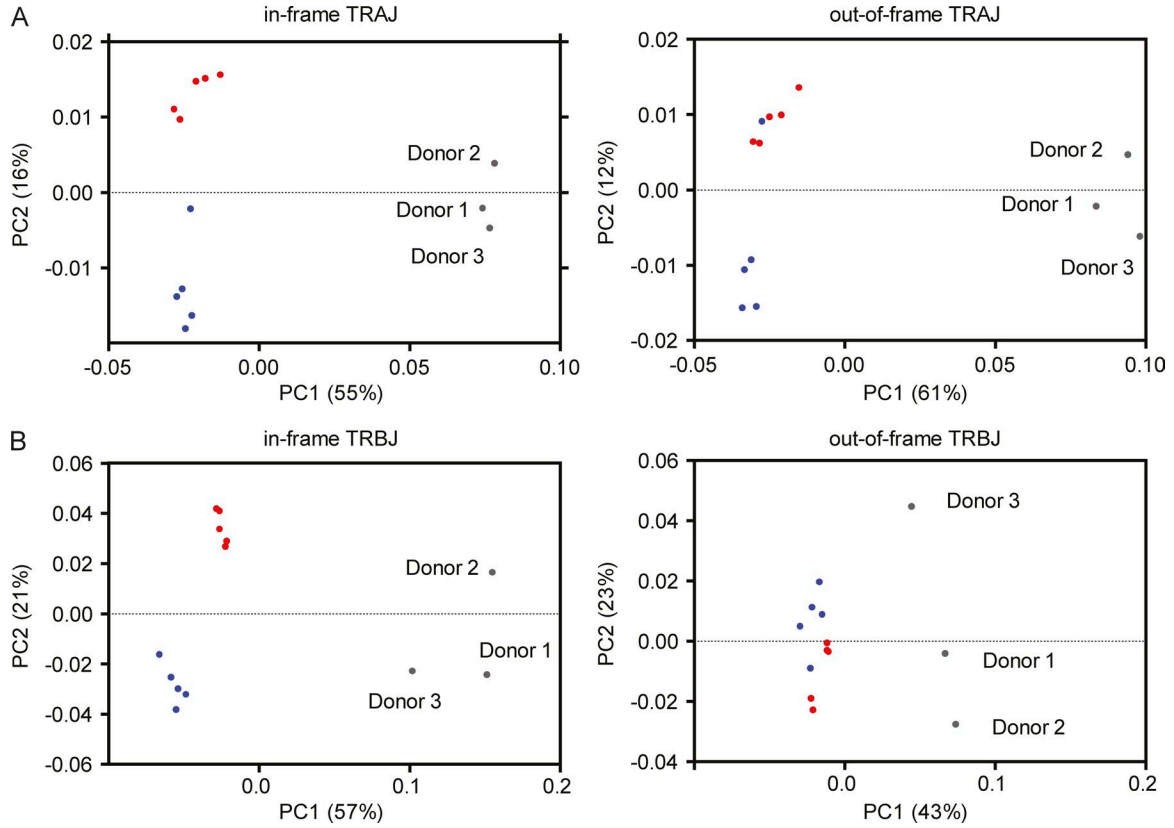 A
in-frame TRAJ
0.02
0.01
0.00
-0.01
PC2 (16%)
Donor 2
Donor 1
Donor 3
-0.05
0.00
0.05
0.10
PC1 (55%)
out-of-frame TRAJ
0.02
0.01
0.00
-0.01
-0.02
PC2 (12%)
Donor 2
Donor 1
Donor 3
-0.05
0.00
0.05
0.10
PC1 (61%)
B
in-frame TRBJ
0.06
0.04
0.02
0.00
-0.02
-0.04
-0.06
PC2 (21%)
Donor 2
Donor 1
Donor 3
0.0
0.1
0.2
PC1 (57%)
out-of-frame TRBJ
0.06
0.04
0.02
0.00
-0.02
-0.04
PC2 (23%)
Donor 3
Donor 1
Donor 2
0.0
0.1
0.2
PC1 (43%)